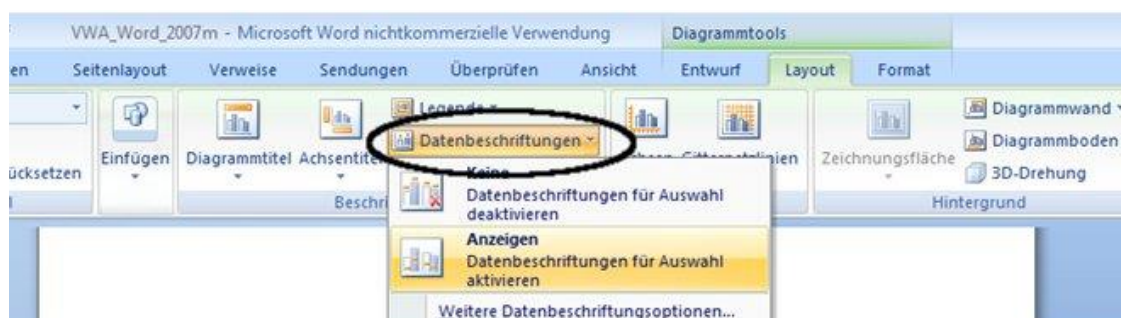 VWA_Word_2007m - Microsoft Word nichtkommerzielle Verwendung Diagrammtools
en Seitenlayout Verweise Sendungen Überprüfen Ansicht Entwurf Layout Format
Legende
Diagrammwand
Datenbeschriftungen
Diagrammboden
Einfügen Diagrammtitel Achsentitel Zeichnungsfläche
ücksetzen
3D-Drehung
Beschri Hintergrund
Keine
Datenbeschriftungen für Auswahl
deaktivieren
Anzeigen
Datenbeschriftungen für Auswahl
aktivieren
Weitere Datenbeschriftungsoptionen...